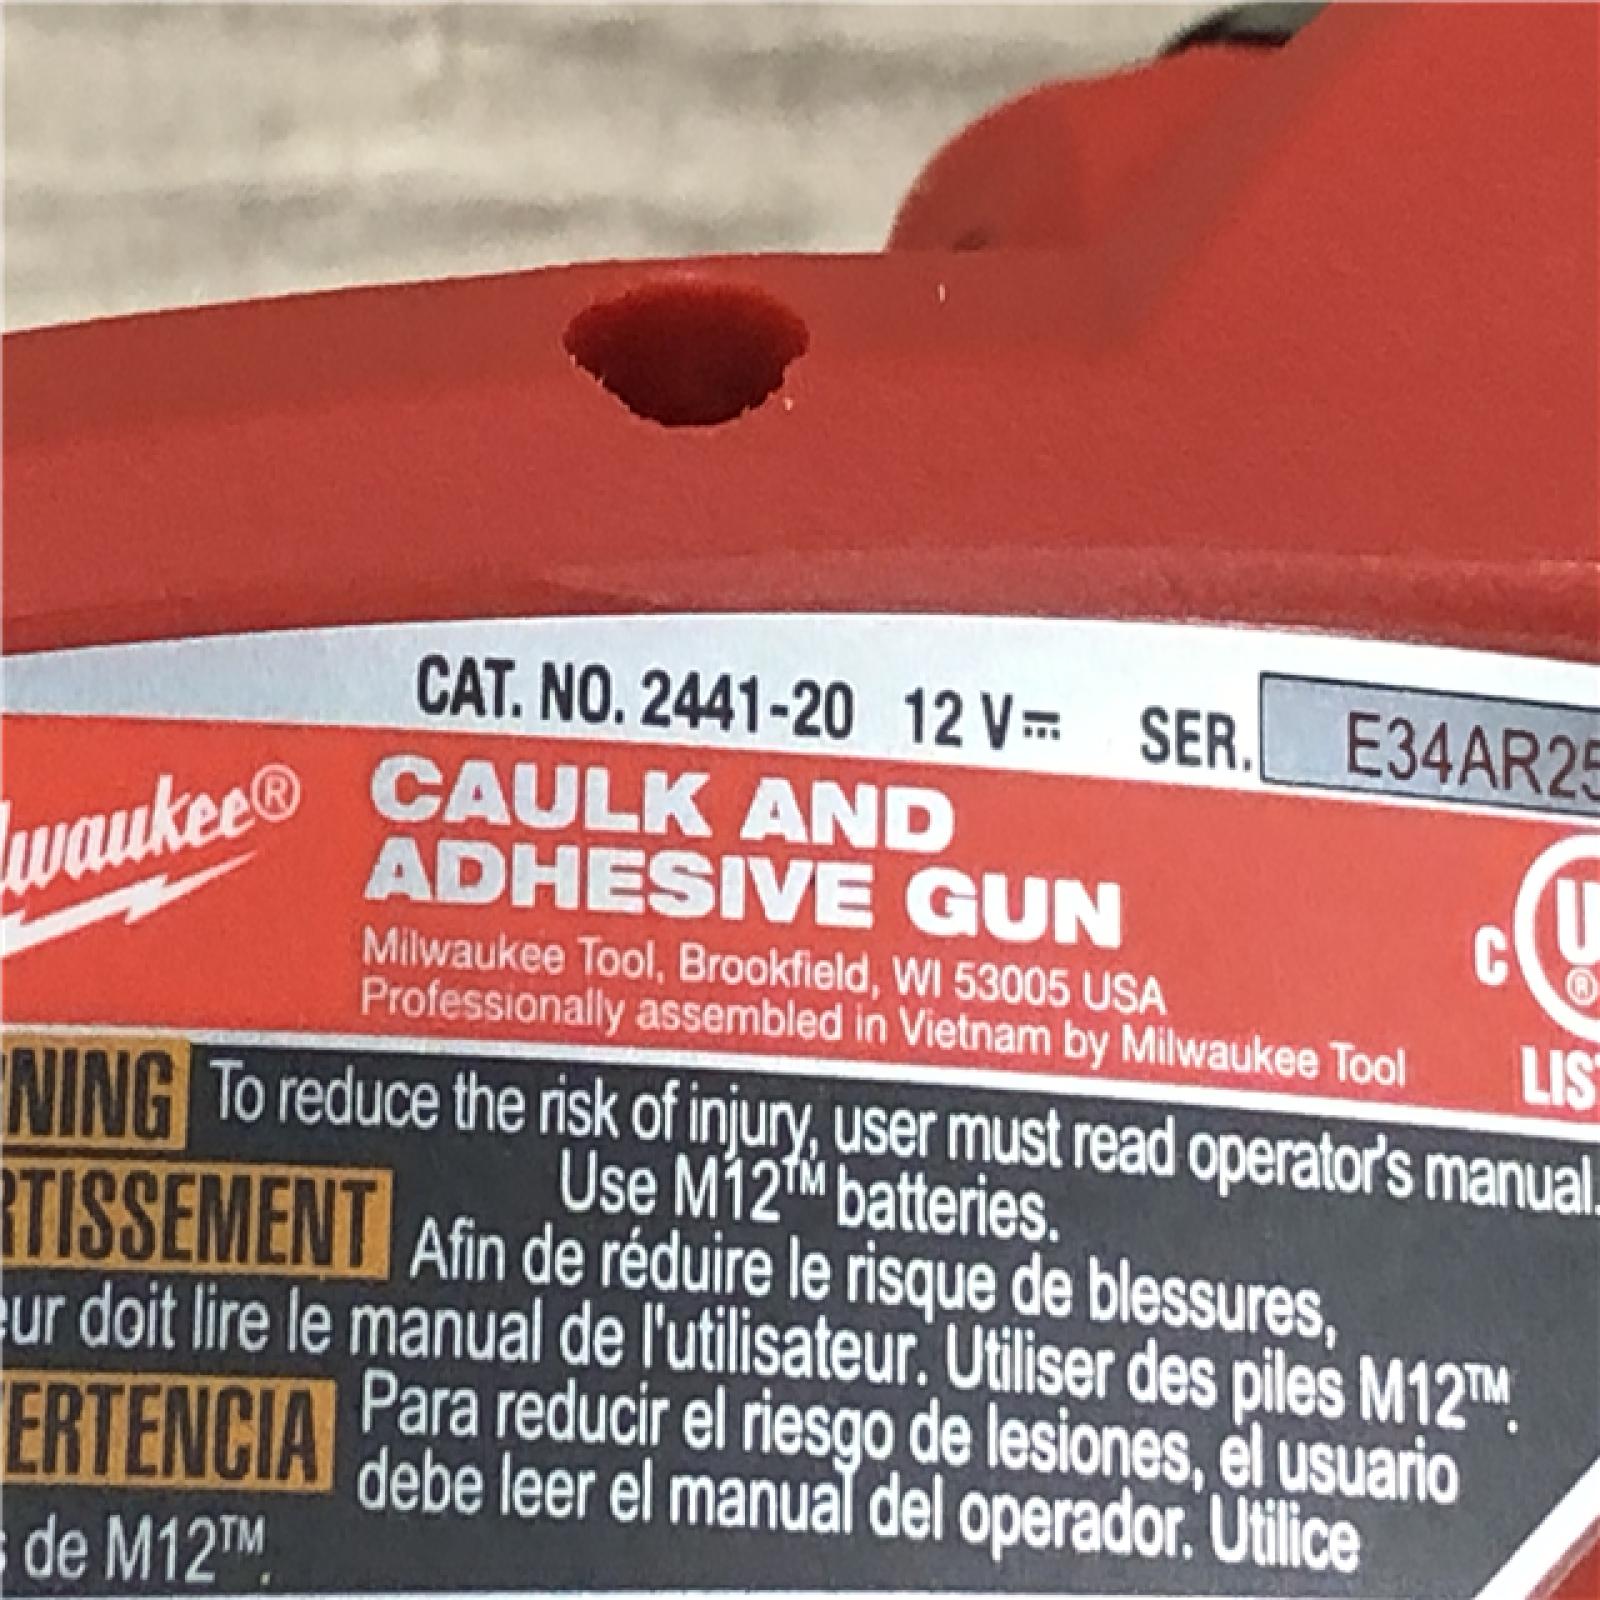 CAT. NO. 2441-20 12 V⎓ SER. E34AR25
Milwaukee®
CAULK AND
ADHESIVE GUN
Milwaukee Tool, Brookfield, WI 53005 USA
Professionally assembled in Vietnam by Milwaukee Tool
C U ®
LIS
NING To reduce the risk of injury, user must read operator's manual.
Use M12™ batteries.
RTISSEMENT Afin de réduire le risque de blessures,
eur doit lire le manual de l'utilisateur. Utiliser des piles M12™.
ERTENCIA Para reducir el riesgo de lesiones, el usuario
debe leer el manual del operador. Utilice
s de M12™.